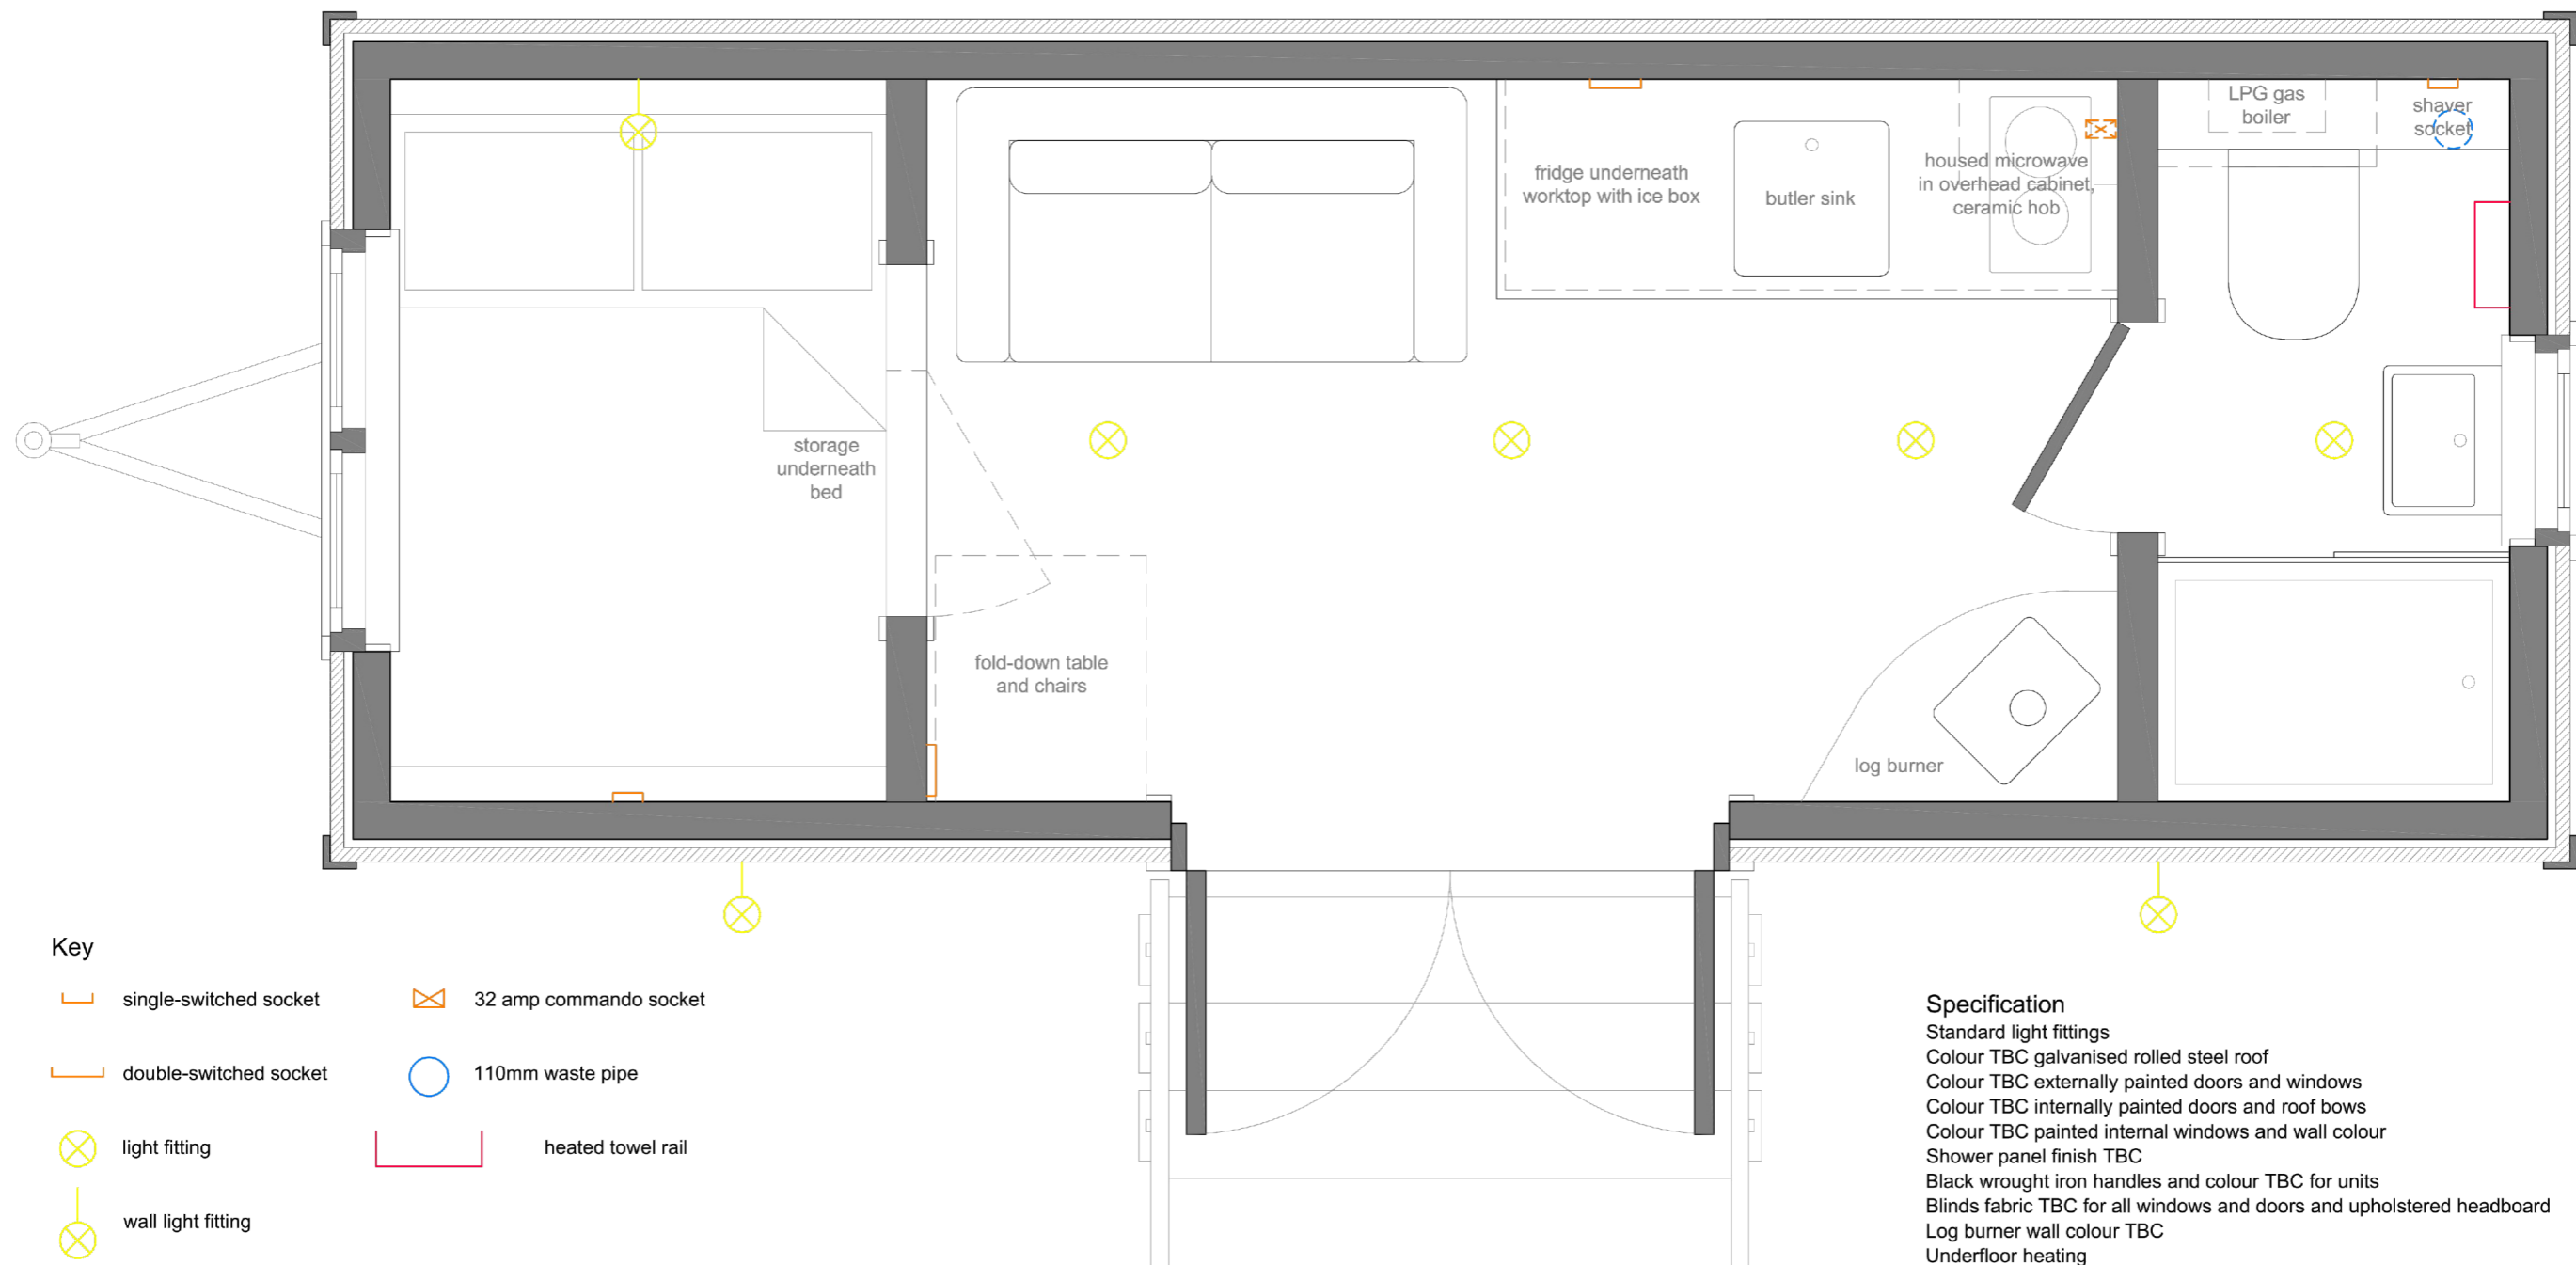 LPG gas
boiler
shaver
socket
fridge underneath
worktop with ice box
butler sink
housed microwave
in overhead cabinet,
ceramic hob
storage
underneath
bed
fold-down table
and chairs
log burner
Key
single-switched socket
32 amp commando socket
double-switched socket
110mm waste pipe
light fitting
heated towel rail
wall light fitting
Specification
Standard light fittings
Colour TBC galvanised rolled steel roof
Colour TBC externally painted doors and windows
Colour TBC internally painted doors and roof bows
Colour TBC painted internal windows and wall colour
Shower panel finish TBC
Black wrought iron handles and colour TBC for units
Blinds fabric TBC for all windows and doors and upholstered headboard
Log burner wall colour TBC
Underfloor heating